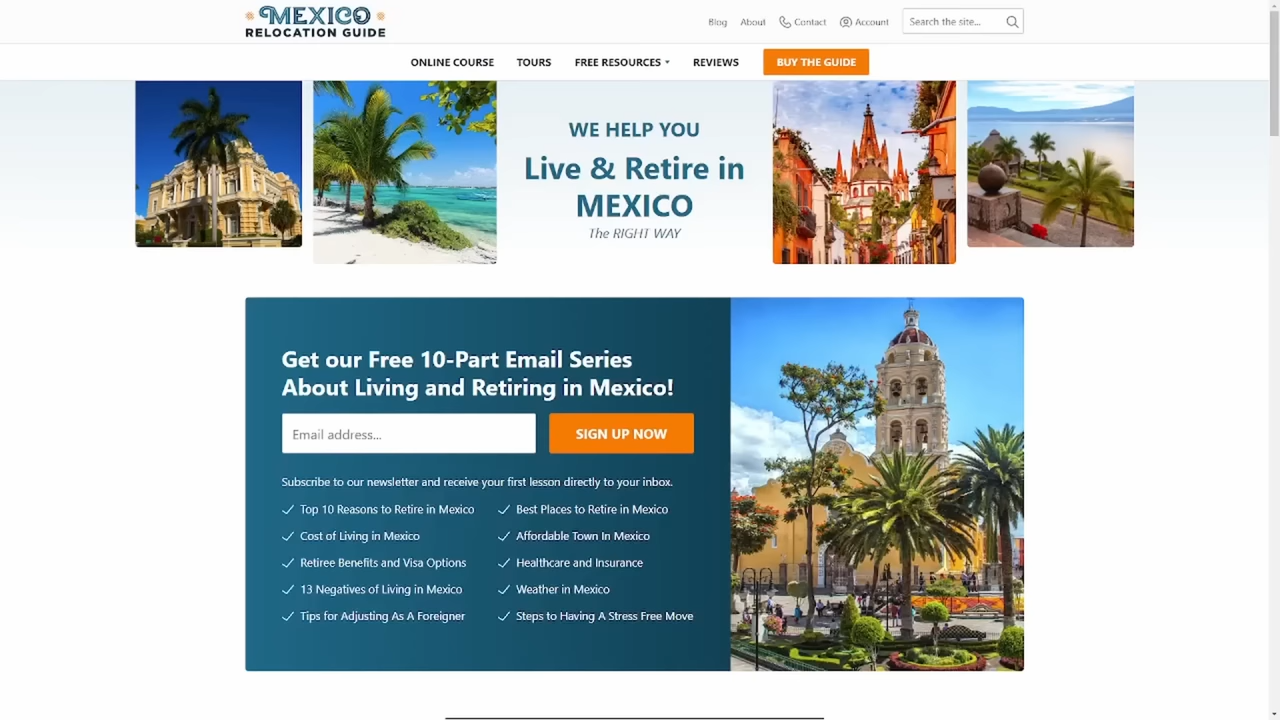 MEXICO
RELOCATION GUIDE
Blog About Contact Account Search the site...
ONLINE COURSE TOURS FREE RESOURCES REVIEWS BUY THE GUIDE
WE HELP YOU
Live & Retire in
MEXICO
The RIGHT WAY
Get our Free 10-Part Email Series
About Living and Retiring in Mexico!
Email address... SIGN UP NOW
Subscribe to our newsletter and receive your first lesson directly to your inbox.
Top 10 Reasons to Retire in Mexico Best Places to Retire in Mexico
Cost of Living in Mexico Affordable Town In Mexico
Retiree Benefits and Visa Options Healthcare and Insurance
13 Negatives of Living in Mexico Weather in Mexico
Tips for Adjusting As A Foreigner Steps to Having A Stress Free Move